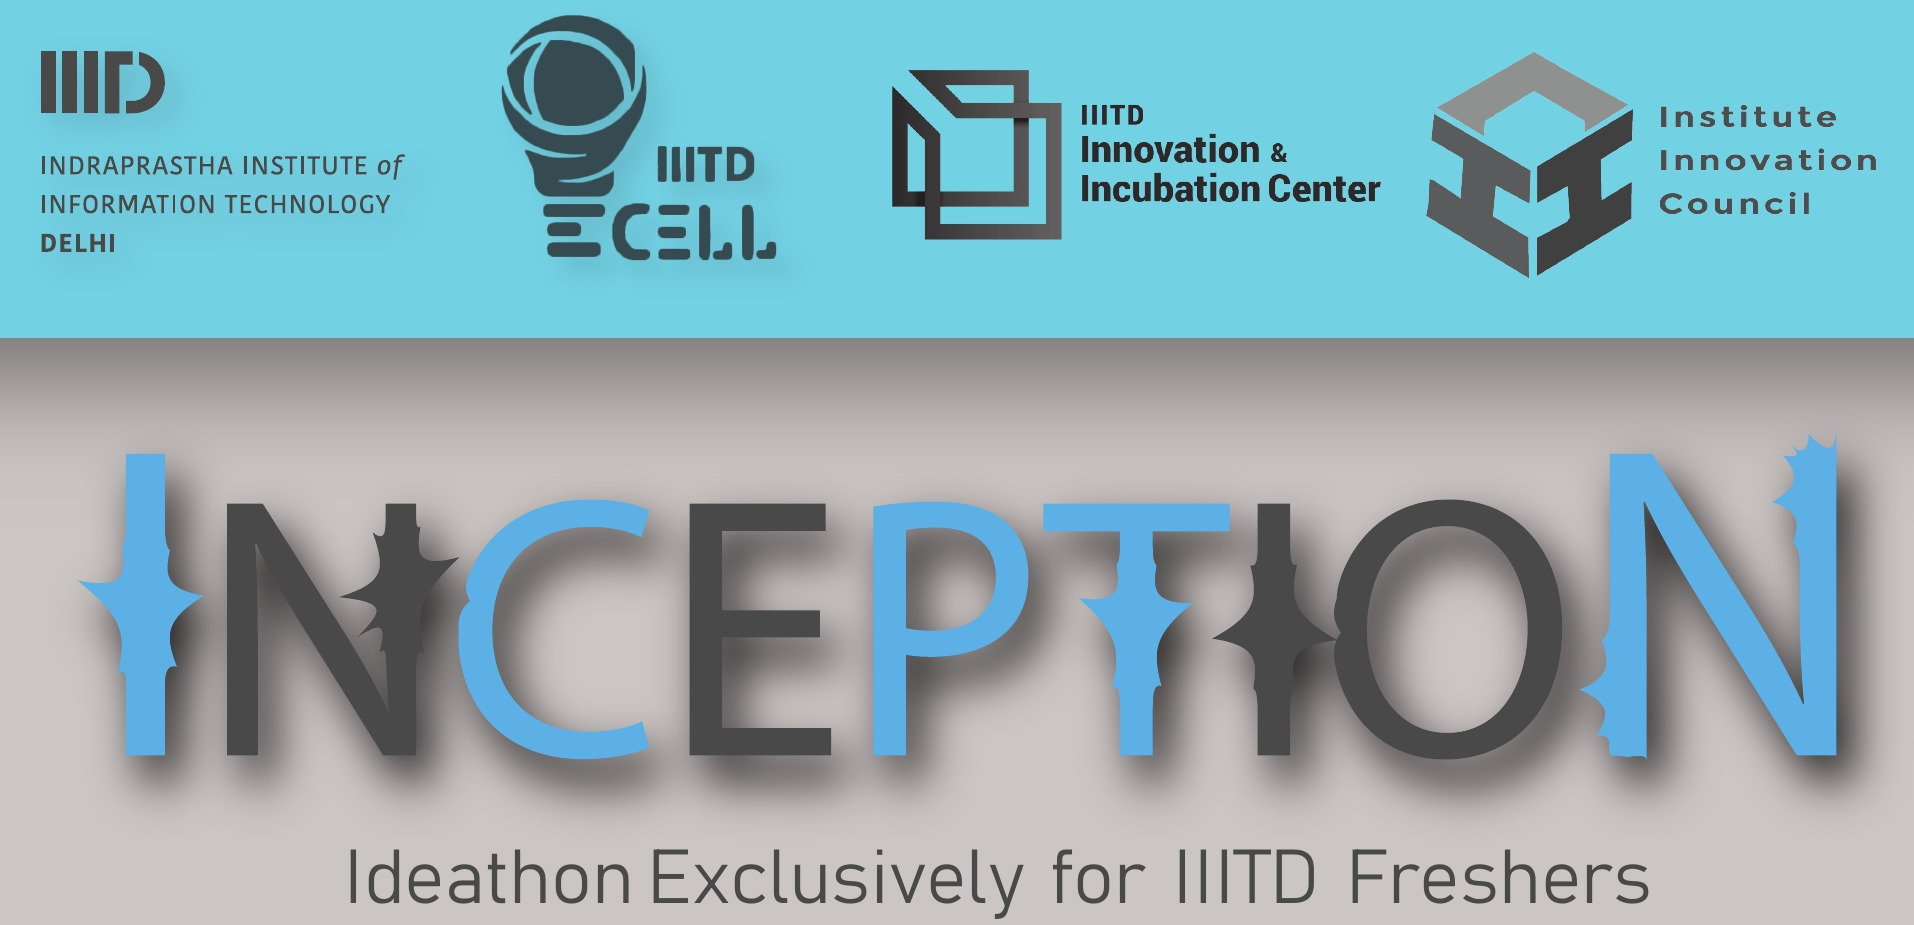 IIID
INDRAPRASTHA INSTITUTE of
INFORMATION TECHNOLOGY
DELHI
IIITD
ECELL
IIITD
Innovation &
Incubation Center
Institute
Innovation
Council
INCEPTION
Ideathon Exclusively for IIITD Freshers